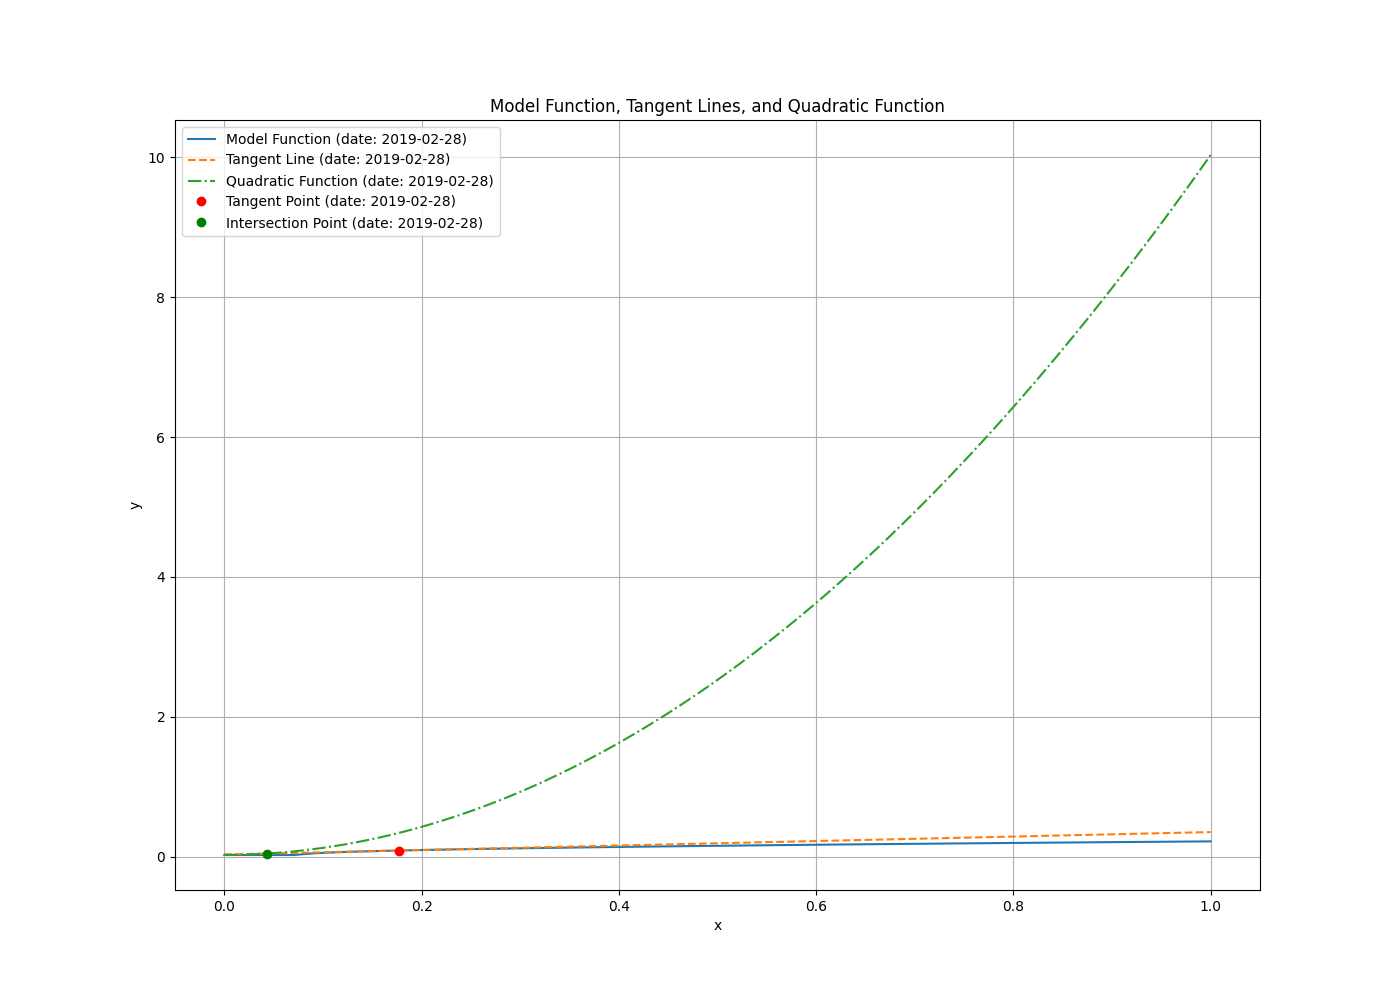 Model Function, Tangent Lines, and Quadratic Function
Model Function (date: 2019-02-28)
Tangent Line (date: 2019-02-28)
Quadratic Function (date: 2019-02-28)
Tangent Point (date: 2019-02-28)
Intersection Point (date: 2019-02-28)
10
8
6
4
2
0
y
0.0 0.2 0.4 0.6 0.8 1.0
x